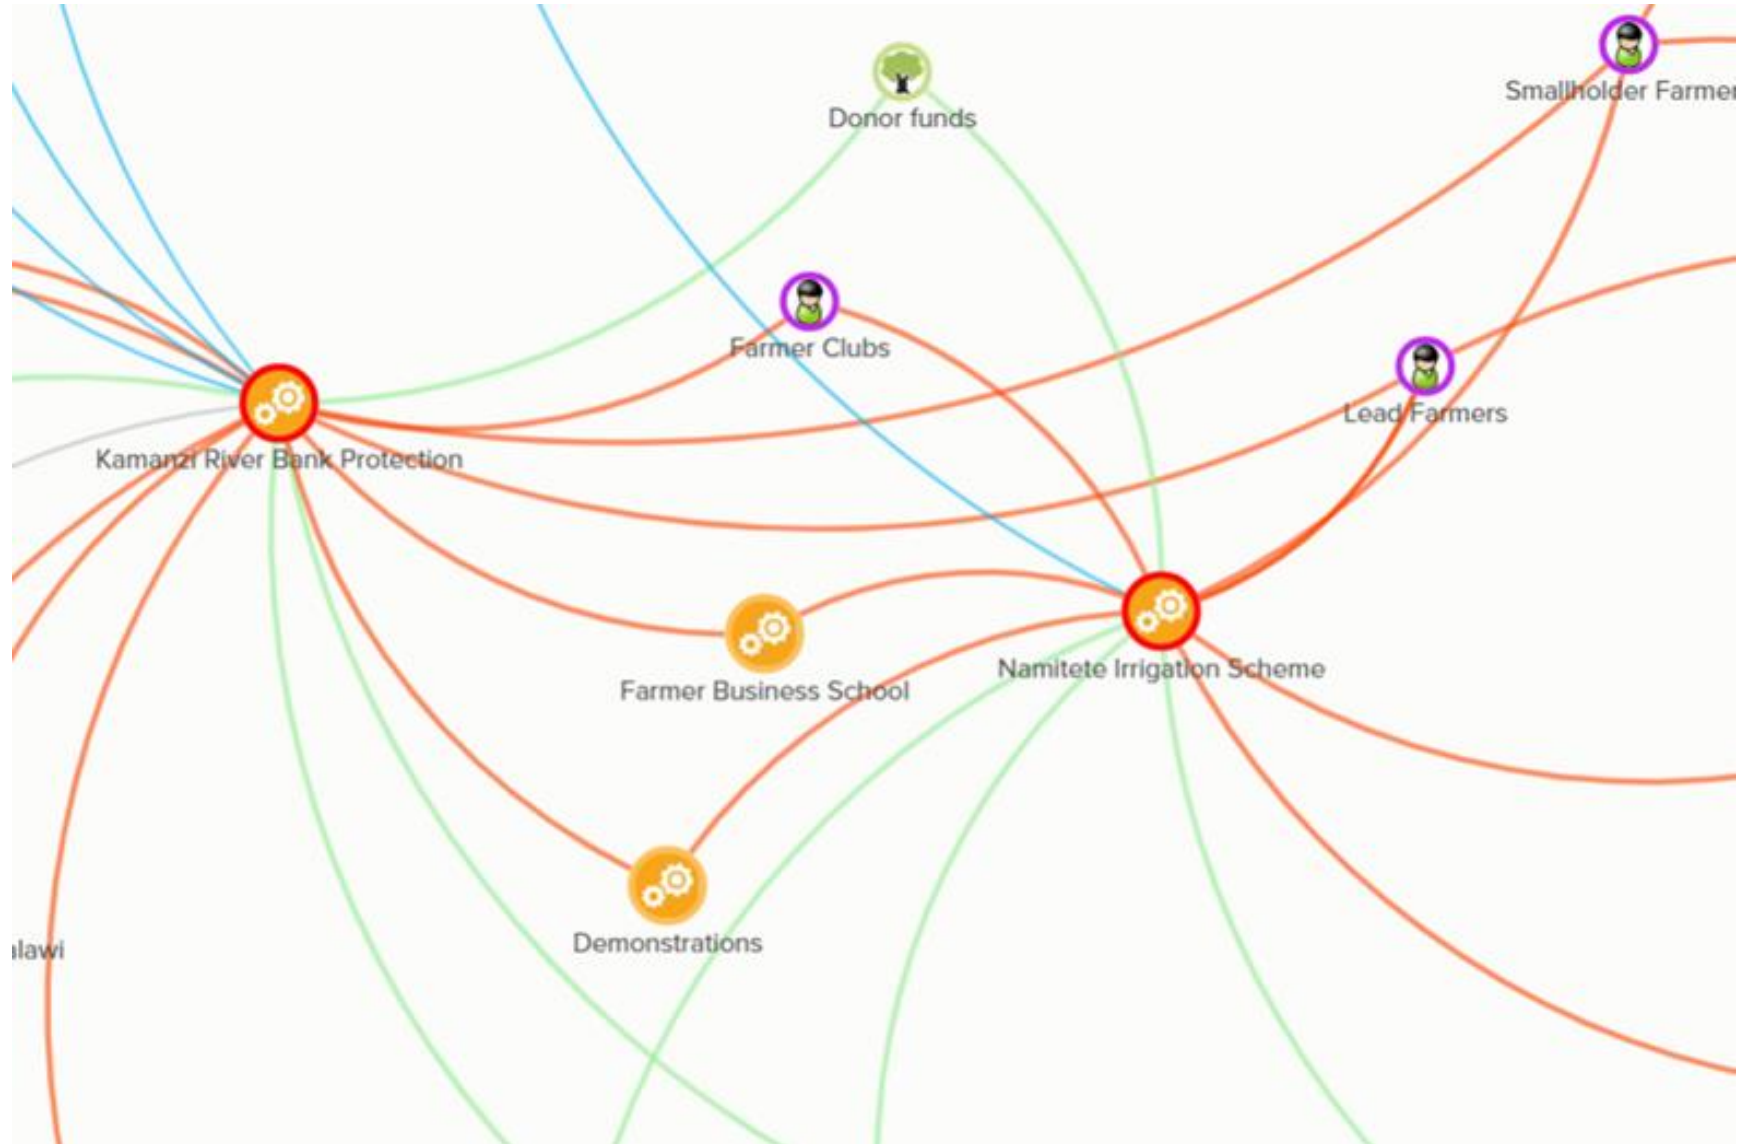 Donor funds
Smallholder Farmer
Farmer Clubs
Lead Farmers
Kamanzi River Bank Protection
Namitete Irrigation Scheme
Farmer Business School
Demonstrations
alawi